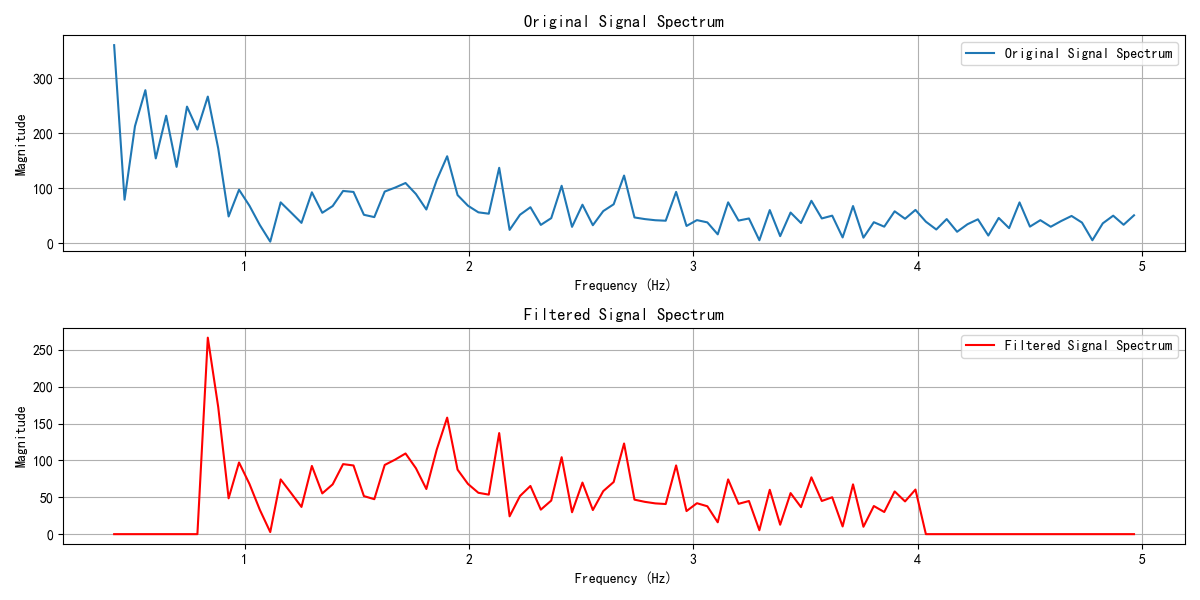 Original Signal Spectrum
Original Signal Spectrum
Magnitude
300
200
100
0
1 2 3 4 5
Frequency (Hz)
Filtered Signal Spectrum
Filtered Signal Spectrum
Magnitude
250
200
150
100
50
0
1 2 3 4 5
Frequency (Hz)